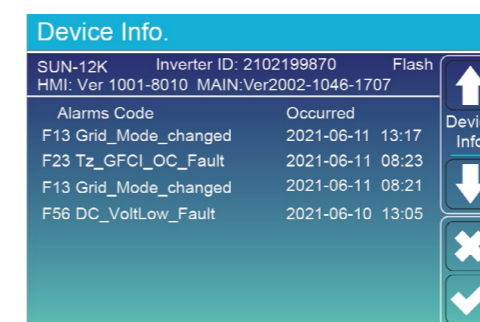 Device Info.
SUN-12K Inverter ID: 2102199870 Flash
HMI: Ver 1001-8010 MAIN:Ver2002-1046-1707
Alarms Code Occurred
F13 Grid_Mode_changed 2021-06-11 13:17
F23 Tz_GFCI_OC_Fault 2021-06-11 08:23
F13 Grid_Mode_changed 2021-06-11 08:21
F56 DC_VoltLow_Fault 2021-06-10 13:05
Info